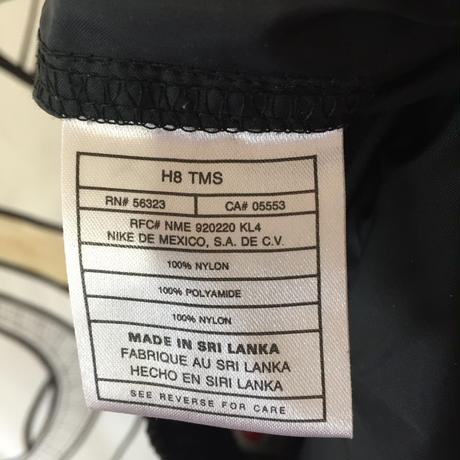 H8 TMS
RN# 56323 CA# 05553
RFC# NME 920220 KL4
NIKE DE MEXICO, S.A. DE C.V.
100% NYLON
100% POLYAMIDE
100% NYLON
MADE IN SRI LANKA
FABRIQUE AU SRI LANKA
HECHO EN SIRI LANKA
SEE REVERSE FOR CARE